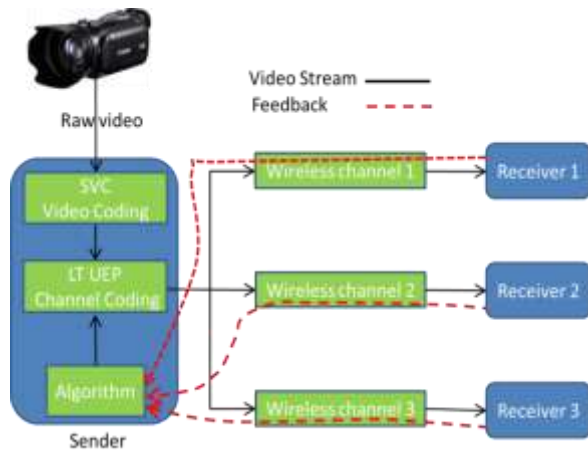 Video Stream
Feedback
Raw video
SVC
Video Coding
LT UEP
Channel Coding
Algorithm
Sender
Wireless channel 1
Receiver 1
Wireless channel 2
Receiver 2
Wireless channel 3
Receiver 3